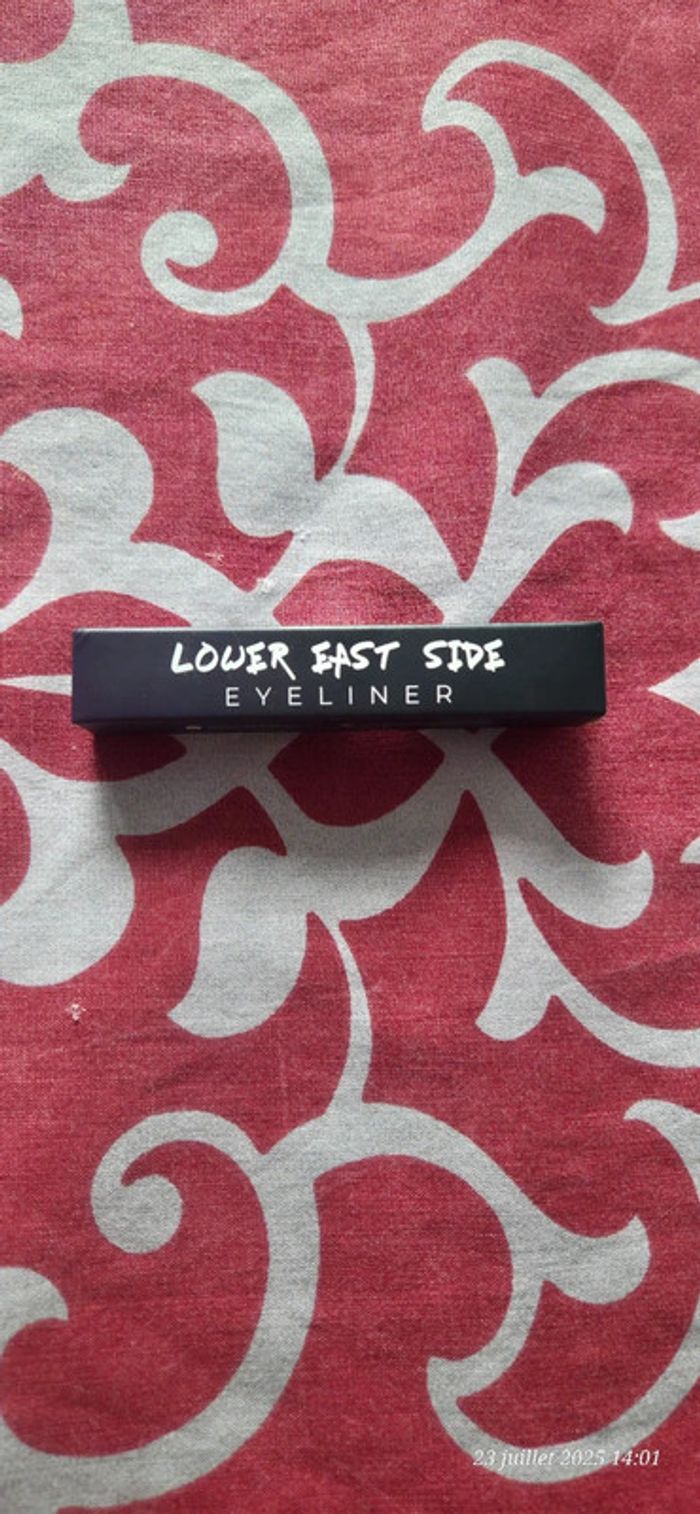 LOWER EAST SIDE
EYELINER
23 juillet 2025 14:01